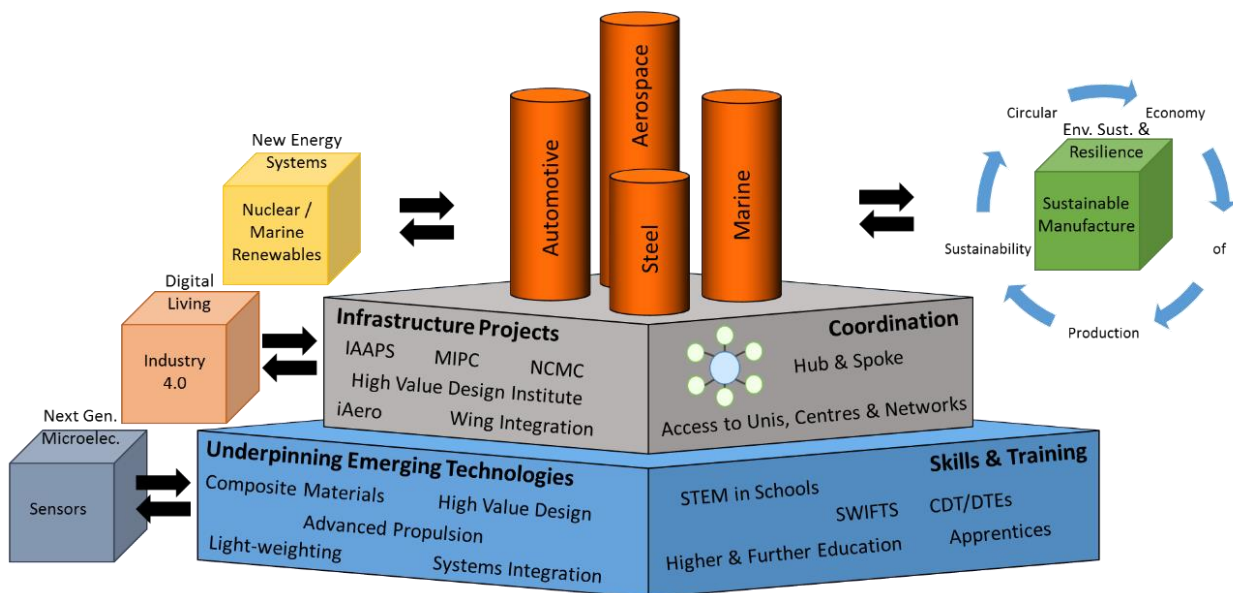 Aerospace
Automotive
Marine
Steel
New Energy
Systems
Nuclear /
Marine
Renewables
Digital
Living
Industry
4.0
Next Gen.
Microelec.
Sensors
Circular
Economy
of
Production
Sustainability
Env. Sust. &
Resilience
Sustainable
Manufacture
Infrastructure Projects
IAAPS MIPC NCMC
High Value Design Institute
iAero Wing Integration
Coordination
Hub & Spoke
Access to Unis, Centres & Networks
Underpinning Emerging Technologies
Composite Materials High Value Design
Advanced Propulsion
Light-weighting Systems Integration
Skills & Training
STEM in Schools
SWIFTS CDT/DTEs
Higher & Further Education Apprentices